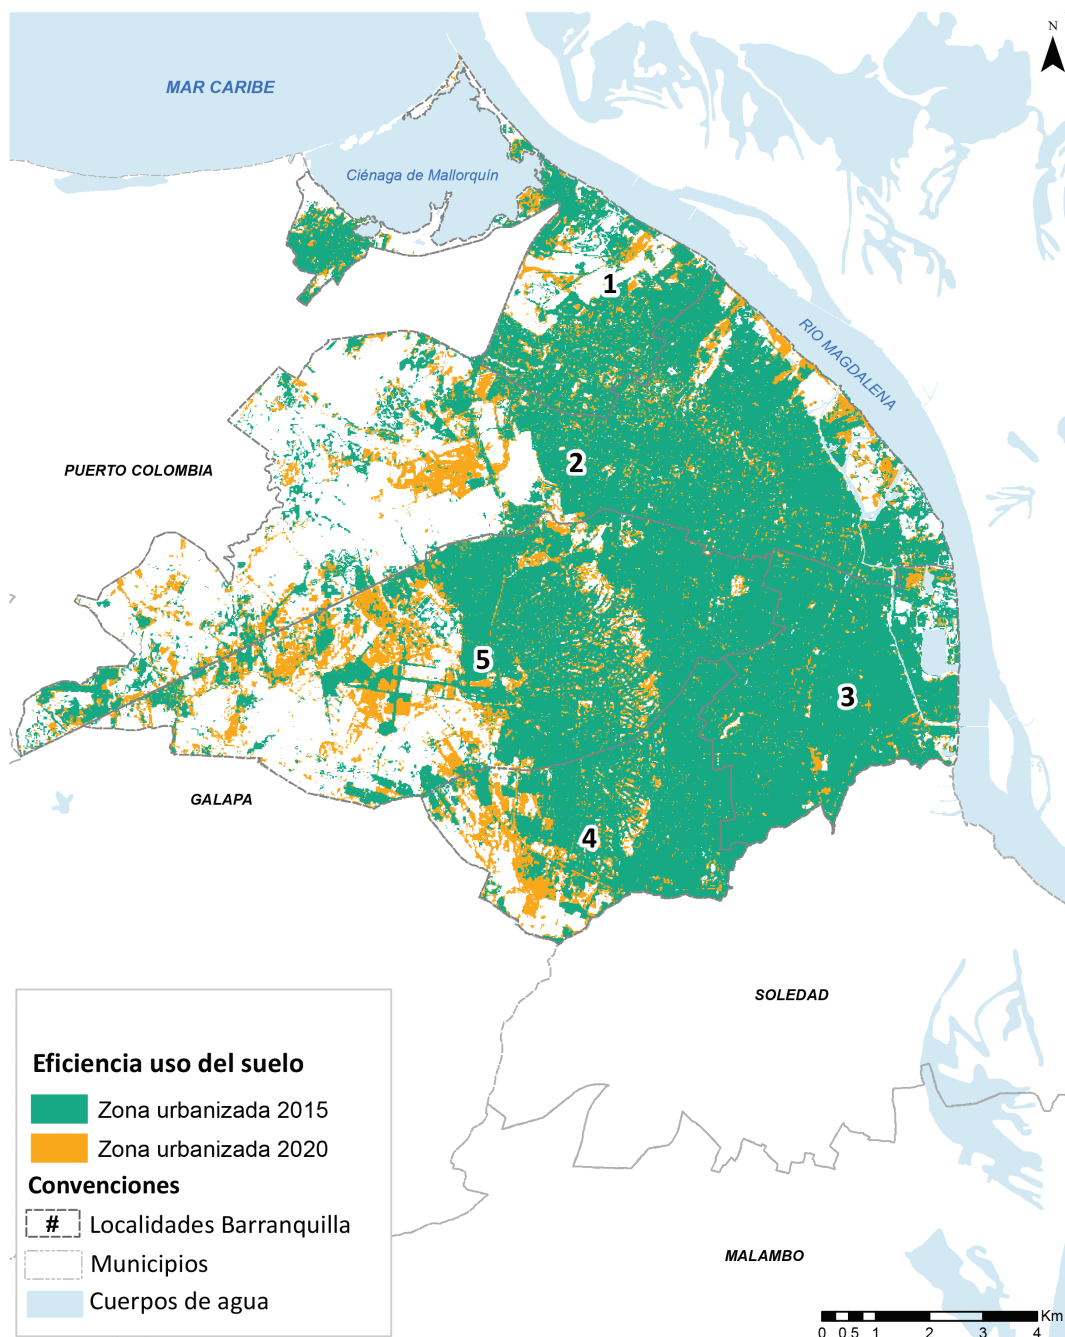 N
MAR CARIBE
Ciénaga de Mallorquín
1
RIO MAGDALENA
2
PUERTO COLOMBIA
5
3
GALAPA
4
SOLEDAD
Eficiencia uso del suelo
Zona urbanizada 2015
Zona urbanizada 2020
Convenciones
# Localidades Barranquilla
Municipios
Cuerpos de agua
MALAMBO
Km
0 0.5 1 2 3 4